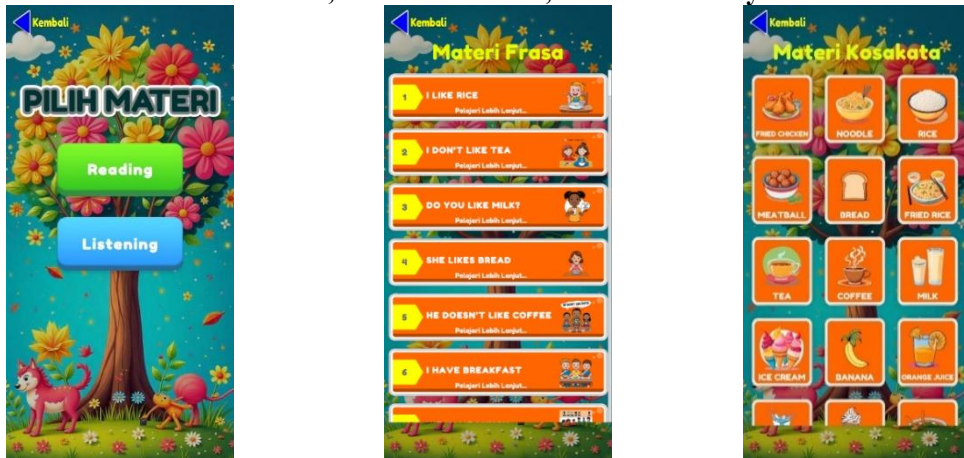 Kembali
PILIH MATERI
Reading
Listening
Kembali
Materi Frasa
1 I LIKE RICE
Pelajari Lebih Lanjut...
2 I DON'T LIKE TEA
Pelajari Lebih Lanjut...
3 DO YOU LIKE MILK?
Pelajari Lebih Lanjut...
4 SHE LIKES BREAD
Pelajari Lebih Lanjut...
5 HE DOESN'T LIKE COFFEE
Pelajari Lebih Lanjut...
6 I HAVE BREAKFAST
Pelajari Lebih Lanjut...
Kembali
Materi Kosakata
FRIED CHICKEN NOODLE RICE
MEATBALL BREAD FRIED RICE
TEA COFFEE MILK
ICE CREAM BANANA ORANGE JUICE